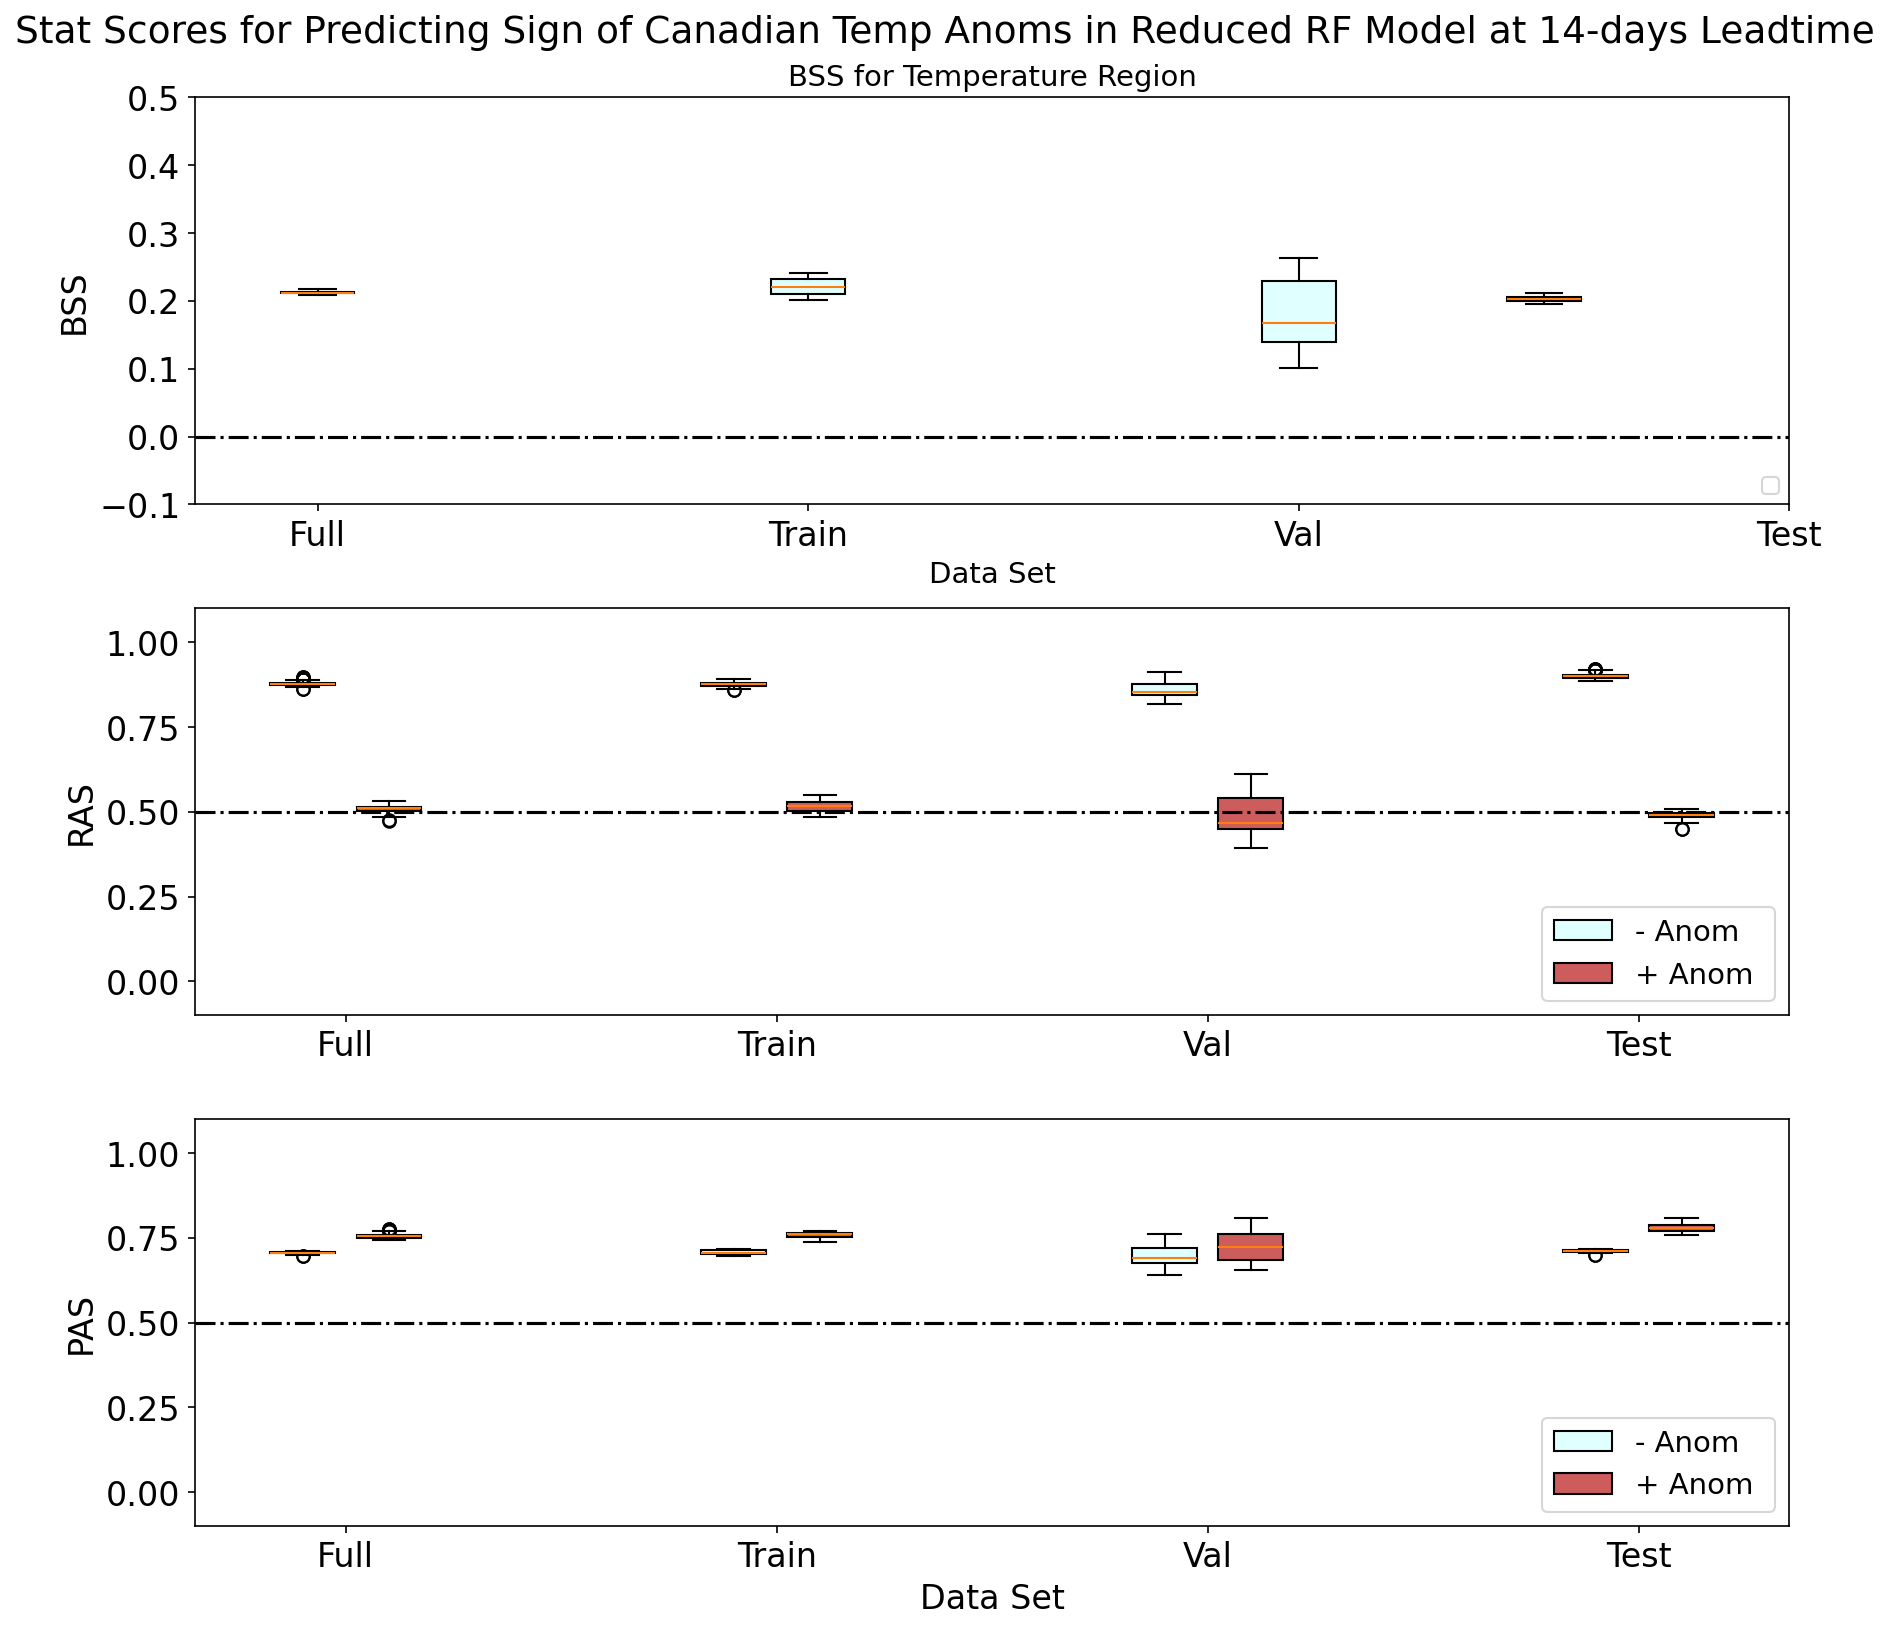 Stat Scores for Predicting Sign of Canadian Temp Anoms in Reduced RF Model at 14-days Leadtime
BSS for Temperature Region
0.5
0.4
0.3
0.2
0.1
0.0
−0.1
BSS
Full Train Val Test
Data Set
1.00
0.75
0.50
0.25
0.00
RAS
- Anom
+ Anom
Full Train Val Test
1.00
0.75
0.50
0.25
0.00
PAS
- Anom
+ Anom
Full Train Val Test
Data Set